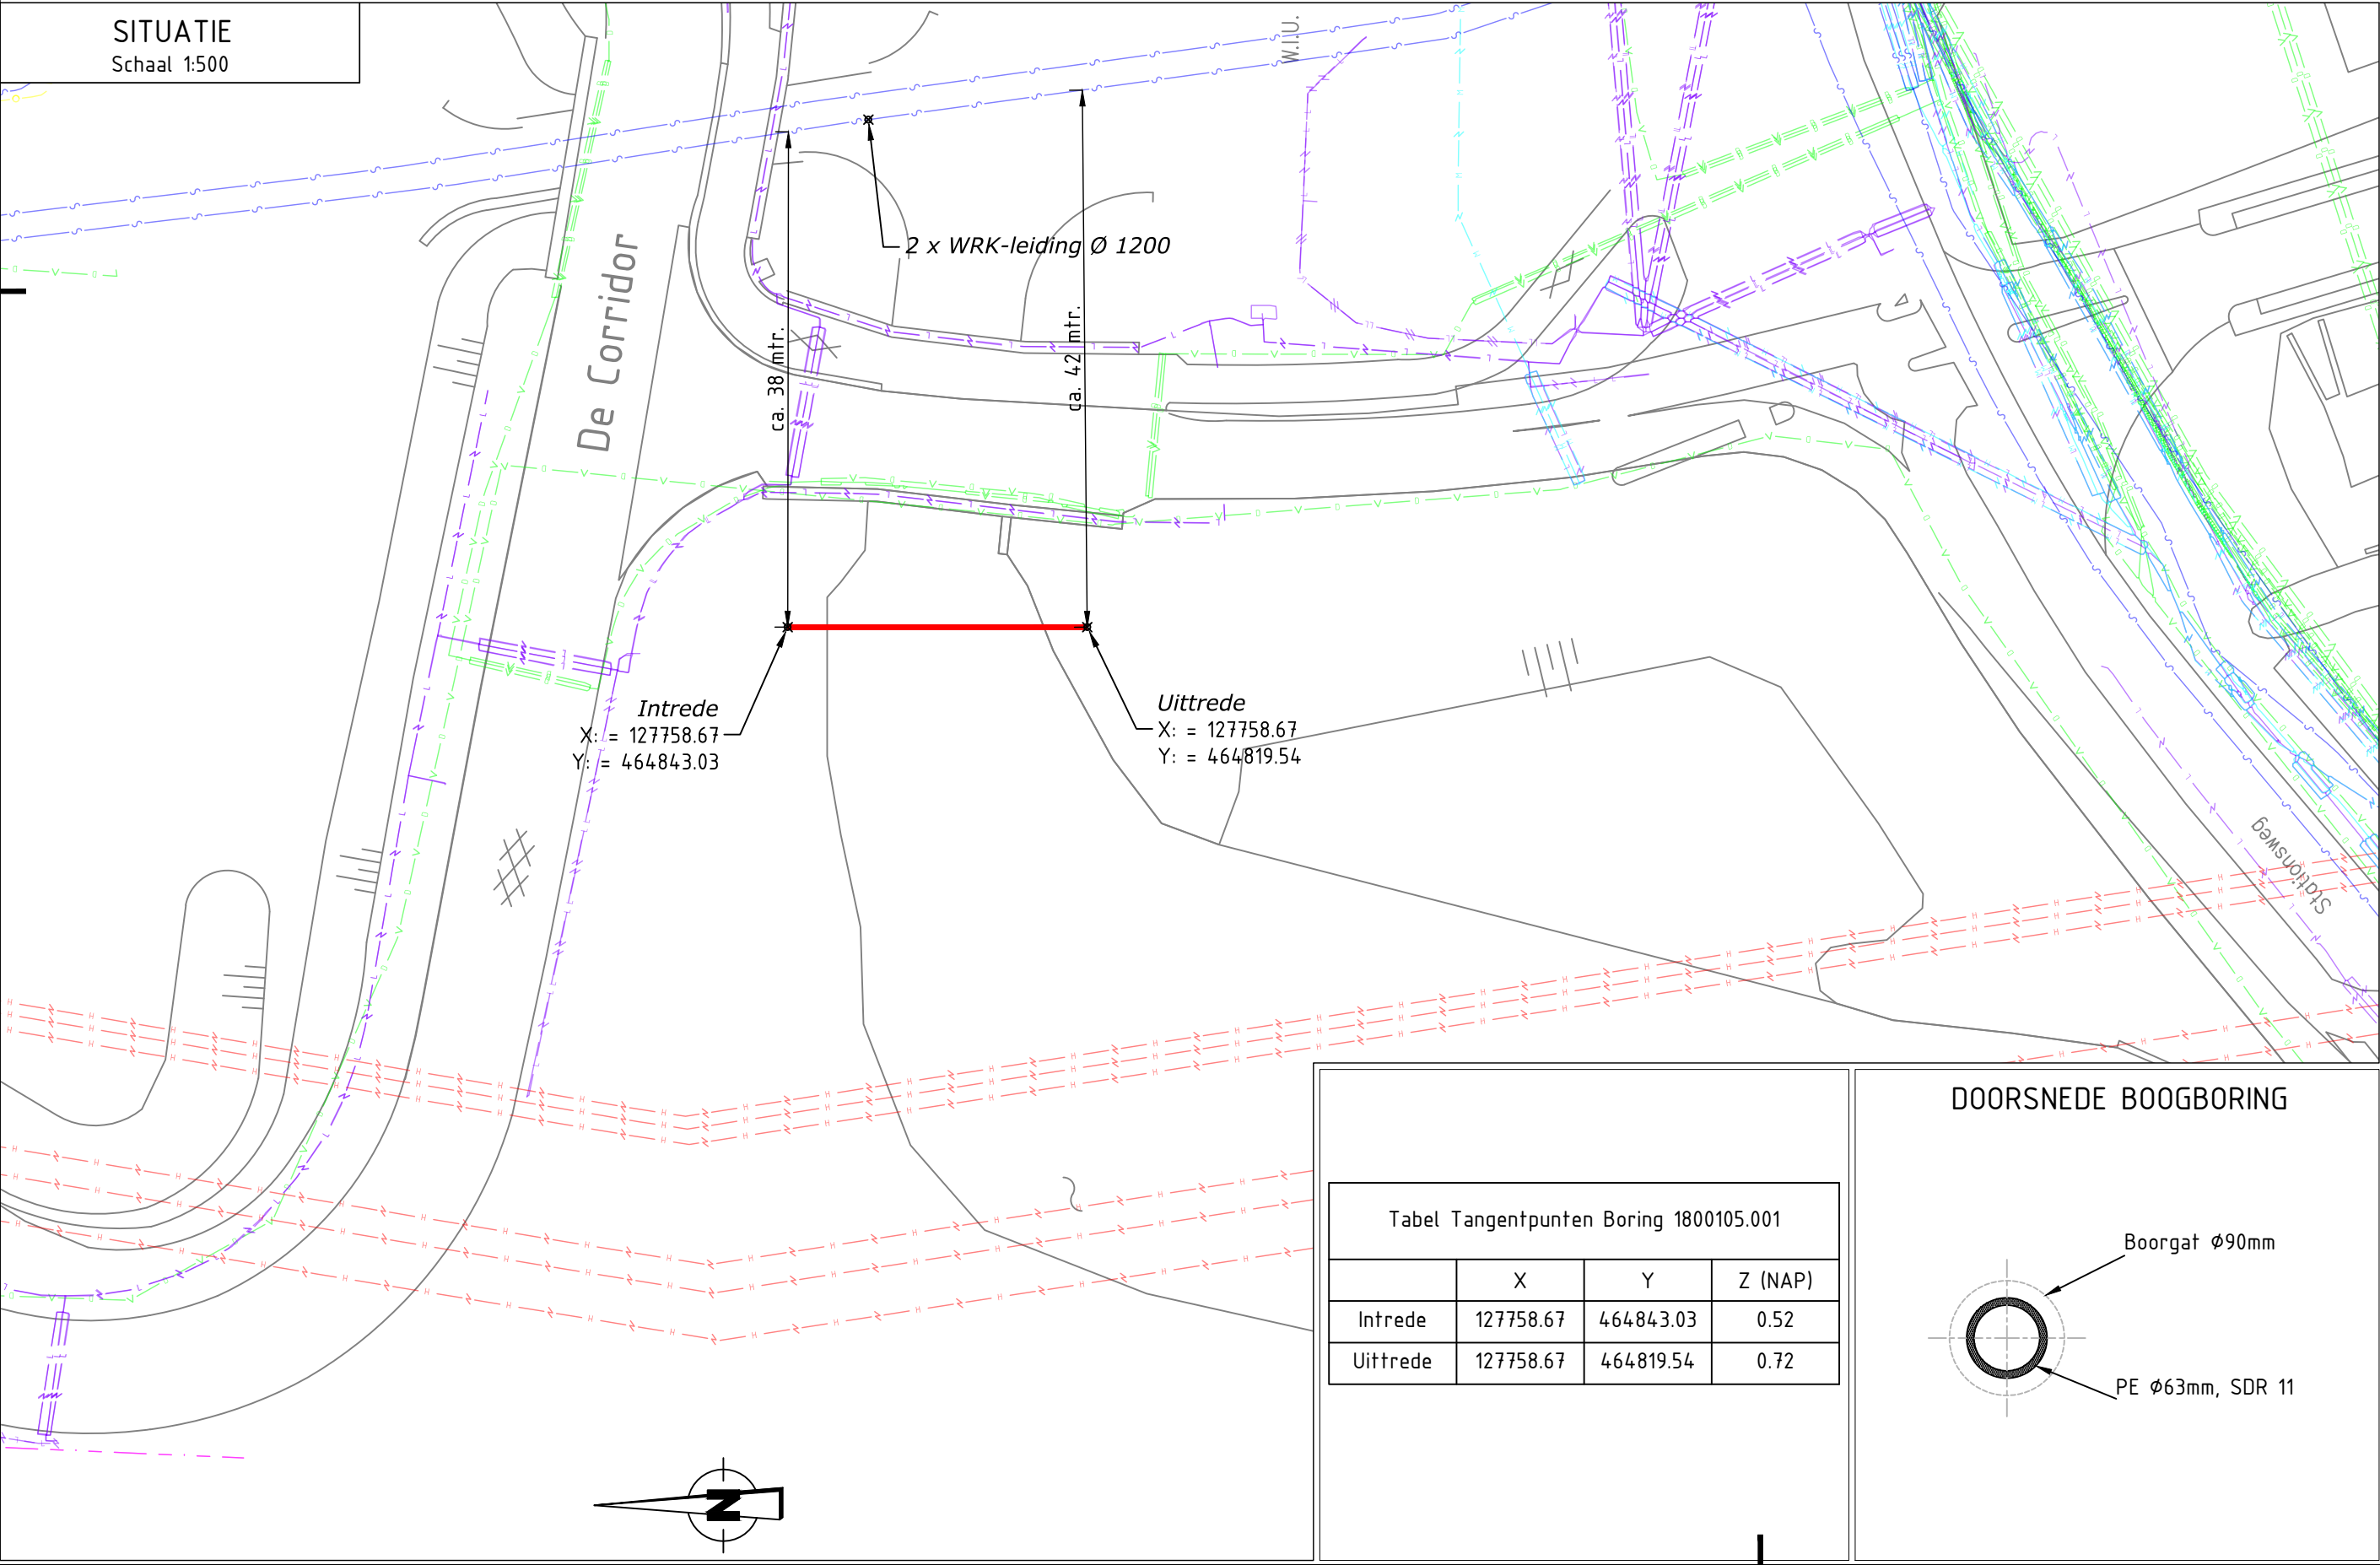 SITUATIE
Schaal 1:500
W.I.U.
De Corridor
2 x WRK-leiding Ø 1200
ca. 38 mtr.
ca. 42 mtr.
Intrede
X: = 127758.67
Y: = 464843.03
Uittrede
X: = 127758.67
Y: = 464819.54
Stationsweg
N
Tabel Tangentpunten Boring 1800105.001
X Y Z (NAP)
Intrede 127758.67 464843.03 0.52
Uittrede 127758.67 464819.54 0.72
DOORSNEDE BOOGBORING
Boorgat Ø90mm
PE Ø63mm, SDR 11